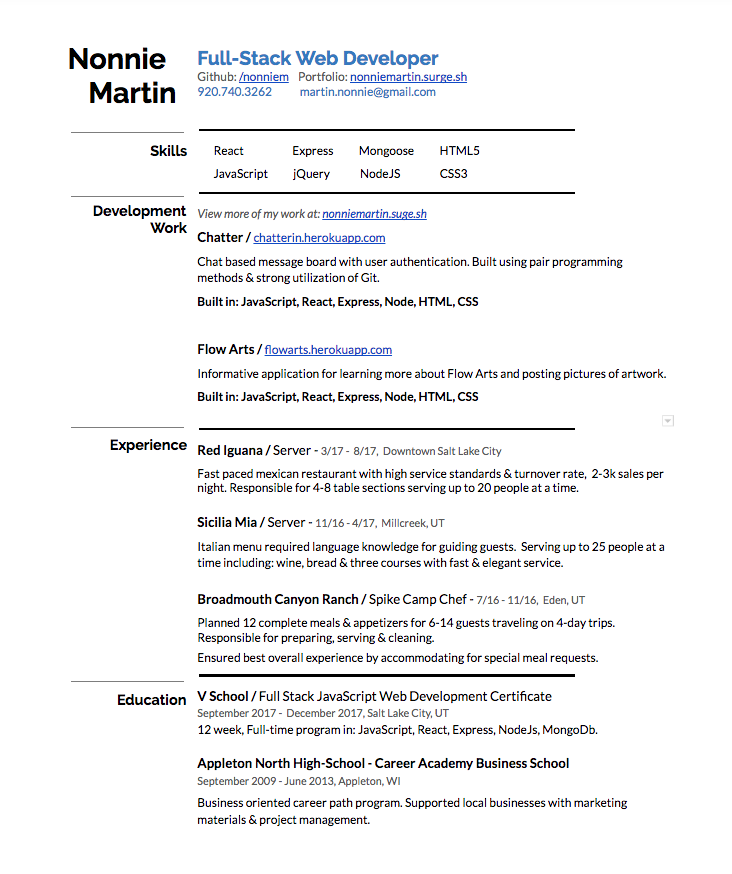 Nonnie
Martin
Full-Stack Web Developer
Github: /nonniem Portfolio: nonniemartin.surge.sh
920.740.3262 martin.nonnie@gmail.com
Skills
React Express Mongoose HTML5
JavaScript jQuery NodeJS CSS3
Development
Work
View more of my work at: nonniemartin.suge.sh
Chatter / chatterin.herokuapp.com
Chat based message board with user authentication. Built using pair programming
methods & strong utilization of Git.
Built in: JavaScript, React, Express, Node, HTML, CSS
Flow Arts / flowarts.herokuapp.com
Informative application for learning more about Flow Arts and posting pictures of artwork.
Built in: JavaScript, React, Express, Node, HTML, CSS
Experience
Red Iguana / Server - 3/17 - 8/17, Downtown Salt Lake City
Fast paced mexican restaurant with high service standards & turnover rate, 2-3k sales per
night. Responsible for 4-8 table sections serving up to 20 people at a time.
Sicilia Mia / Server - 11/16 - 4/17, Millcreek, UT
Italian menu required language knowledge for guiding guests. Serving up to 25 people at a
time including: wine, bread & three courses with fast & elegant service.
Broadmouth Canyon Ranch / Spike Camp Chef - 7/16 - 11/16, Eden, UT
Planned 12 complete meals & appetizers for 6-14 guests traveling on 4-day trips.
Responsible for preparing, serving & cleaning.
Ensured best overall experience by accommodating for special meal requests.
Education
V School / Full Stack JavaScript Web Development Certificate
September 2017 - December 2017, Salt Lake City, UT
12 week, Full-time program in: JavaScript, React, Express, NodeJs, MongoDb.
Appleton North High-School - Career Academy Business School
September 2009 - June 2013, Appleton, WI
Business oriented career path program. Supported local businesses with marketing
materials & project management.